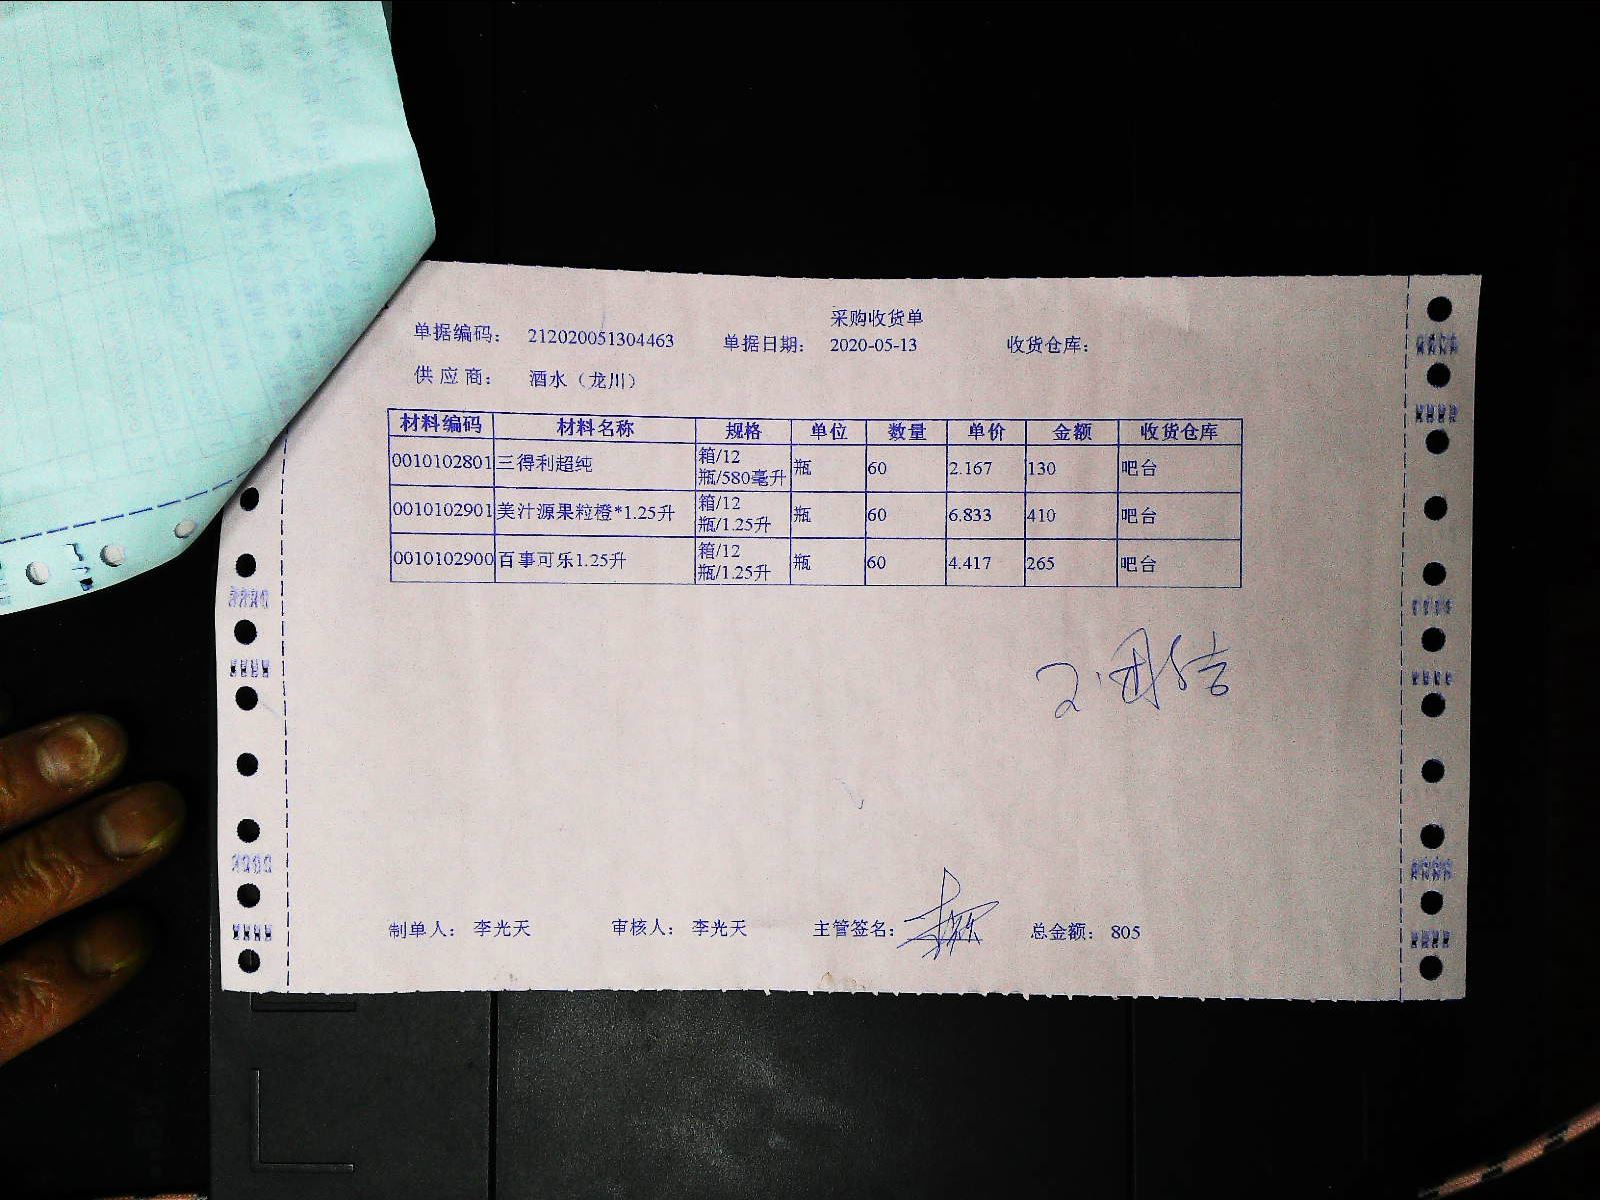 采购收货单
单据编码： 212020051304463 单据日期： 2020-05-13 收货仓库：
供 应 商： 酒水（龙川）
材料编码 材料名称 规格 单位 数量 单价 金额 收货仓库
0010102801 三得利超纯 箱/12瓶/580毫升 瓶 60 2.167 130 吧台
0010102901 美汁源果粒橙*1.25升 箱/12瓶/1.25升 瓶 60 6.833 410 吧台
0010102900 百事可乐1.25升 箱/12瓶/1.25升 瓶 60 4.417 265 吧台
制单人： 李光天 审核人： 李光天 主管签名： 总金额： 805